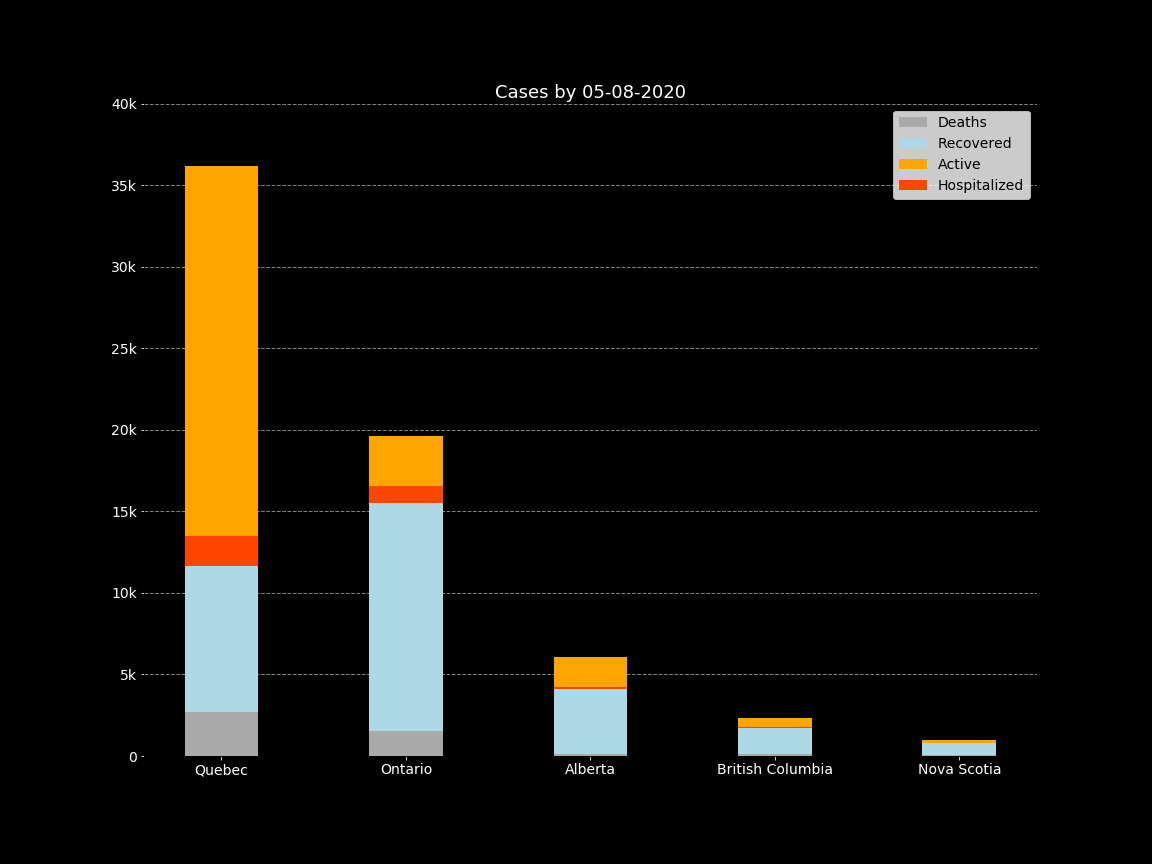 Cases by 05-08-2020
40k
35k
30k
25k
20k
15k
10k
5k
0
Deaths
Recovered
Active
Hospitalized
Quebec
Ontario
Alberta
British Columbia
Nova Scotia